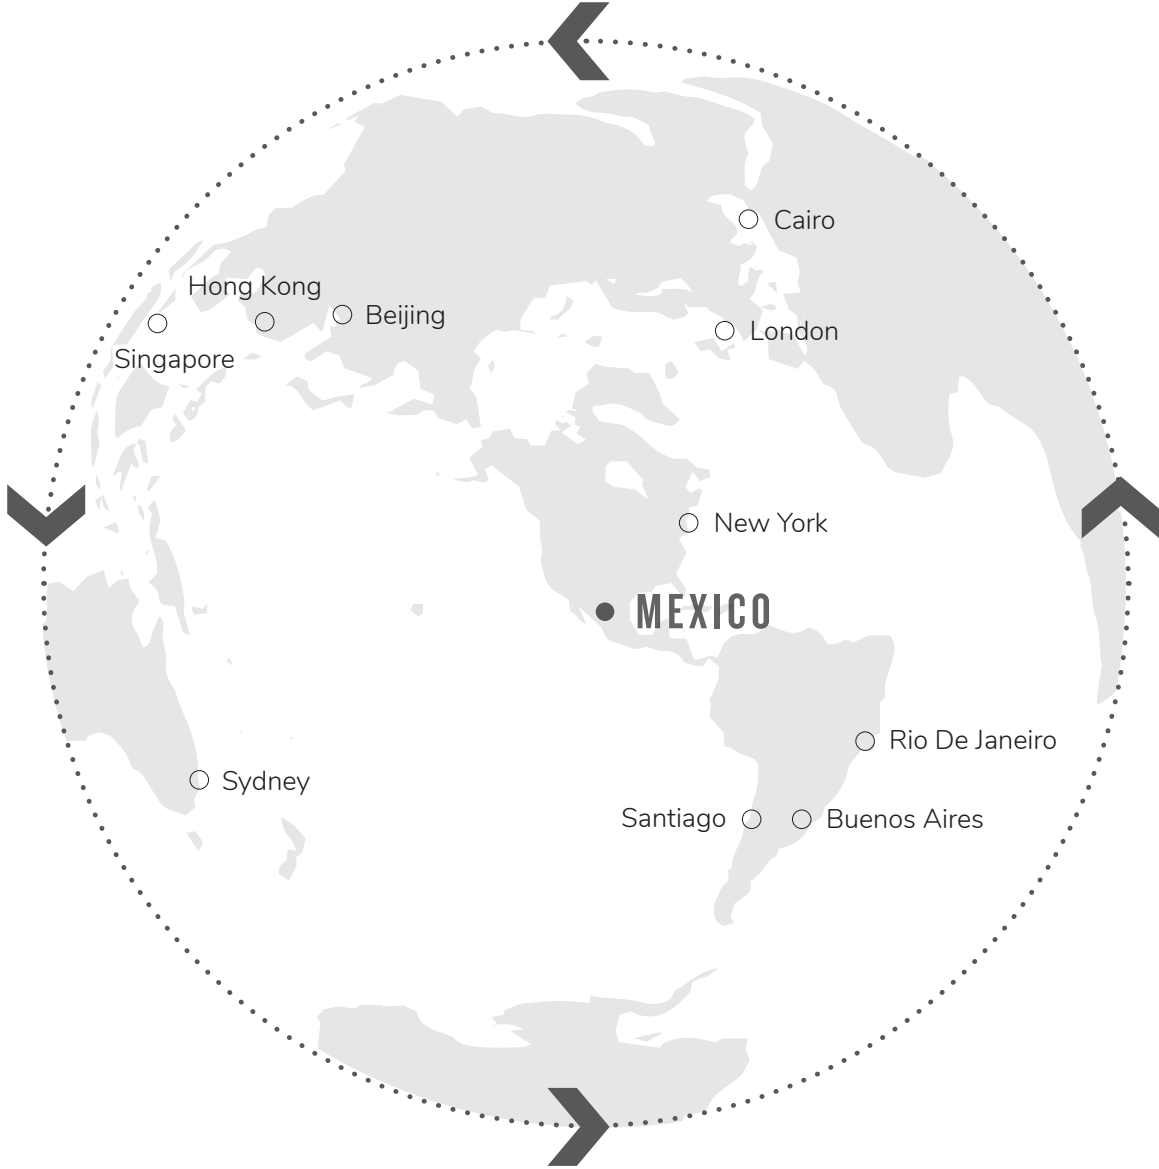 Cairo
Hong Kong
Beijing
London
Singapore
New York
MEXICO
Rio De Janeiro
Sydney
Santiago
Buenos Aires